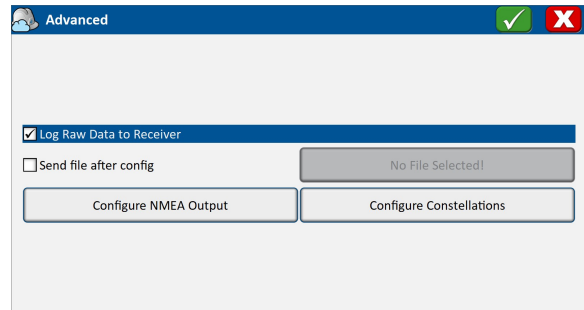 Advanced
Log Raw Data to Receiver
Send file after config
No File Selected!
Configure NMEA Output
Configure Constellations